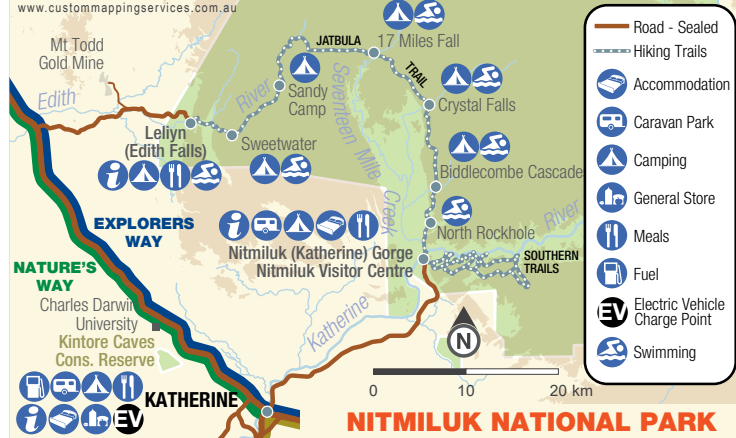 www.custommappingservices.com.au
Mt Todd
Gold Mine
Edith
River
JATBULA
TRAIL
17 Miles Fall
Sandy
Camp
Crystal Falls
Seventeen Mile
Creek
Leliyn
(Edith Falls)
Sweetwater
Biddlecombe Cascade
EXPLORERS
WAY
North Rockhole
River
Nitmiluk (Katherine) Gorge
Nitmiluk Visitor Centre
SOUTHERN
TRAILS
NATURE'S
WAY
Charles Darwin
University
Kintore Caves
Cons. Reserve
Katherine
N
KATHERINE
EV
0 10 20 km
NITMILUK NATIONAL PARK
Road - Sealed
Hiking Trails
Accommodation
Caravan Park
Camping
General Store
Meals
Fuel
EV
Electric Vehicle
Charge Point
Swimming